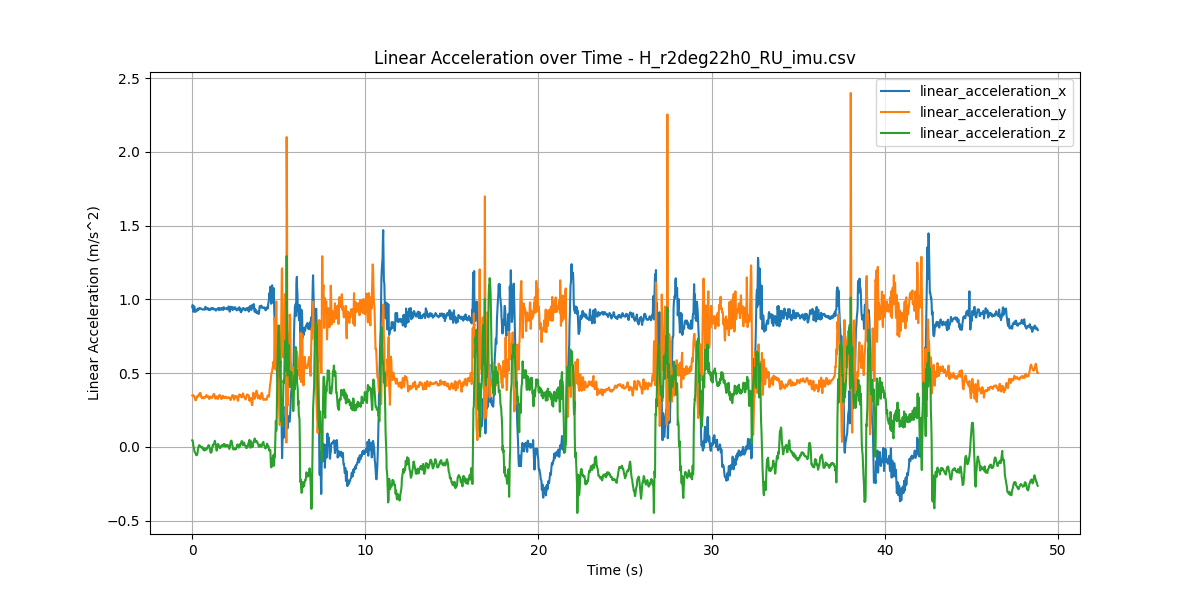 Linear Acceleration over Time - H_r2deg22h0_RU_imu.csv
linear_acceleration_x
linear_acceleration_y
linear_acceleration_z
Linear Acceleration (m/s^2)
2.5
2.0
1.5
1.0
0.5
0.0
−0.5
0 10 20 30 40 50
Time (s)